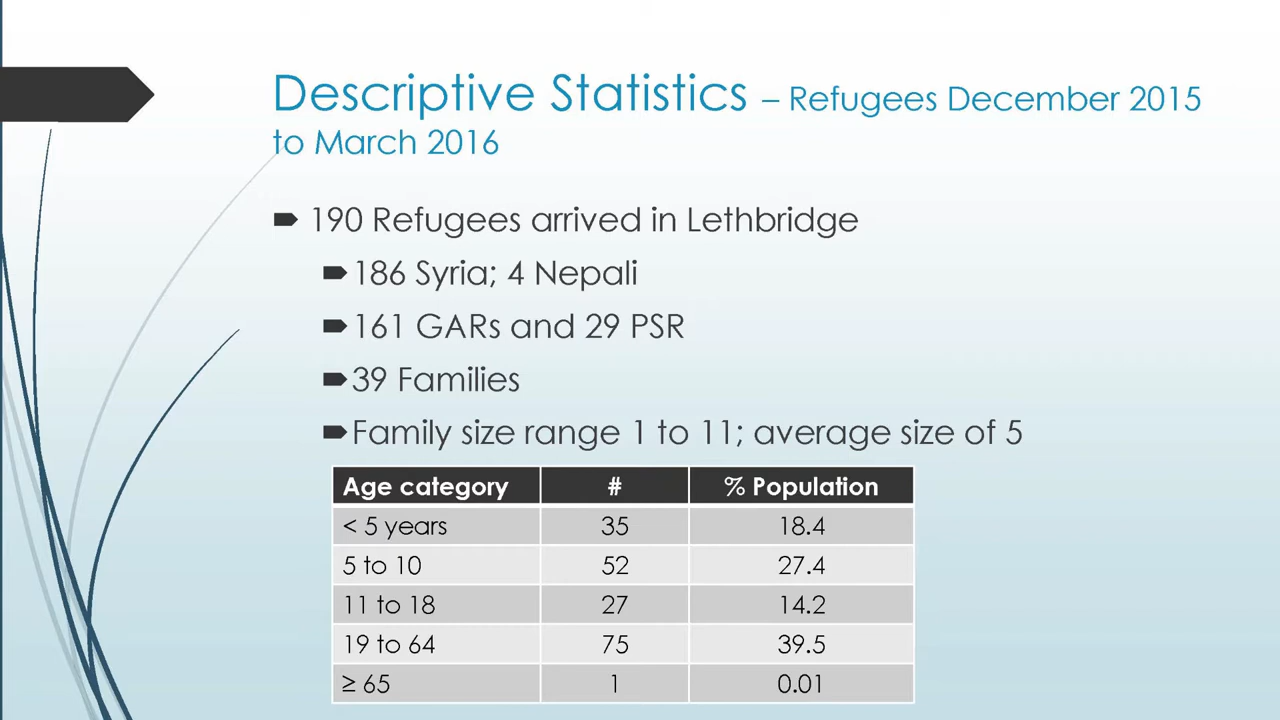 Descriptive Statistics – Refugees December 2015
to March 2016
190 Refugees arrived in Lethbridge
186 Syria; 4 Nepali
161 GARs and 29 PSR
39 Families
Family size range 1 to 11; average size of 5
Age category # % Population
< 5 years 35 18.4
5 to 10 52 27.4
11 to 18 27 14.2
19 to 64 75 39.5
≥ 65 1 0.01